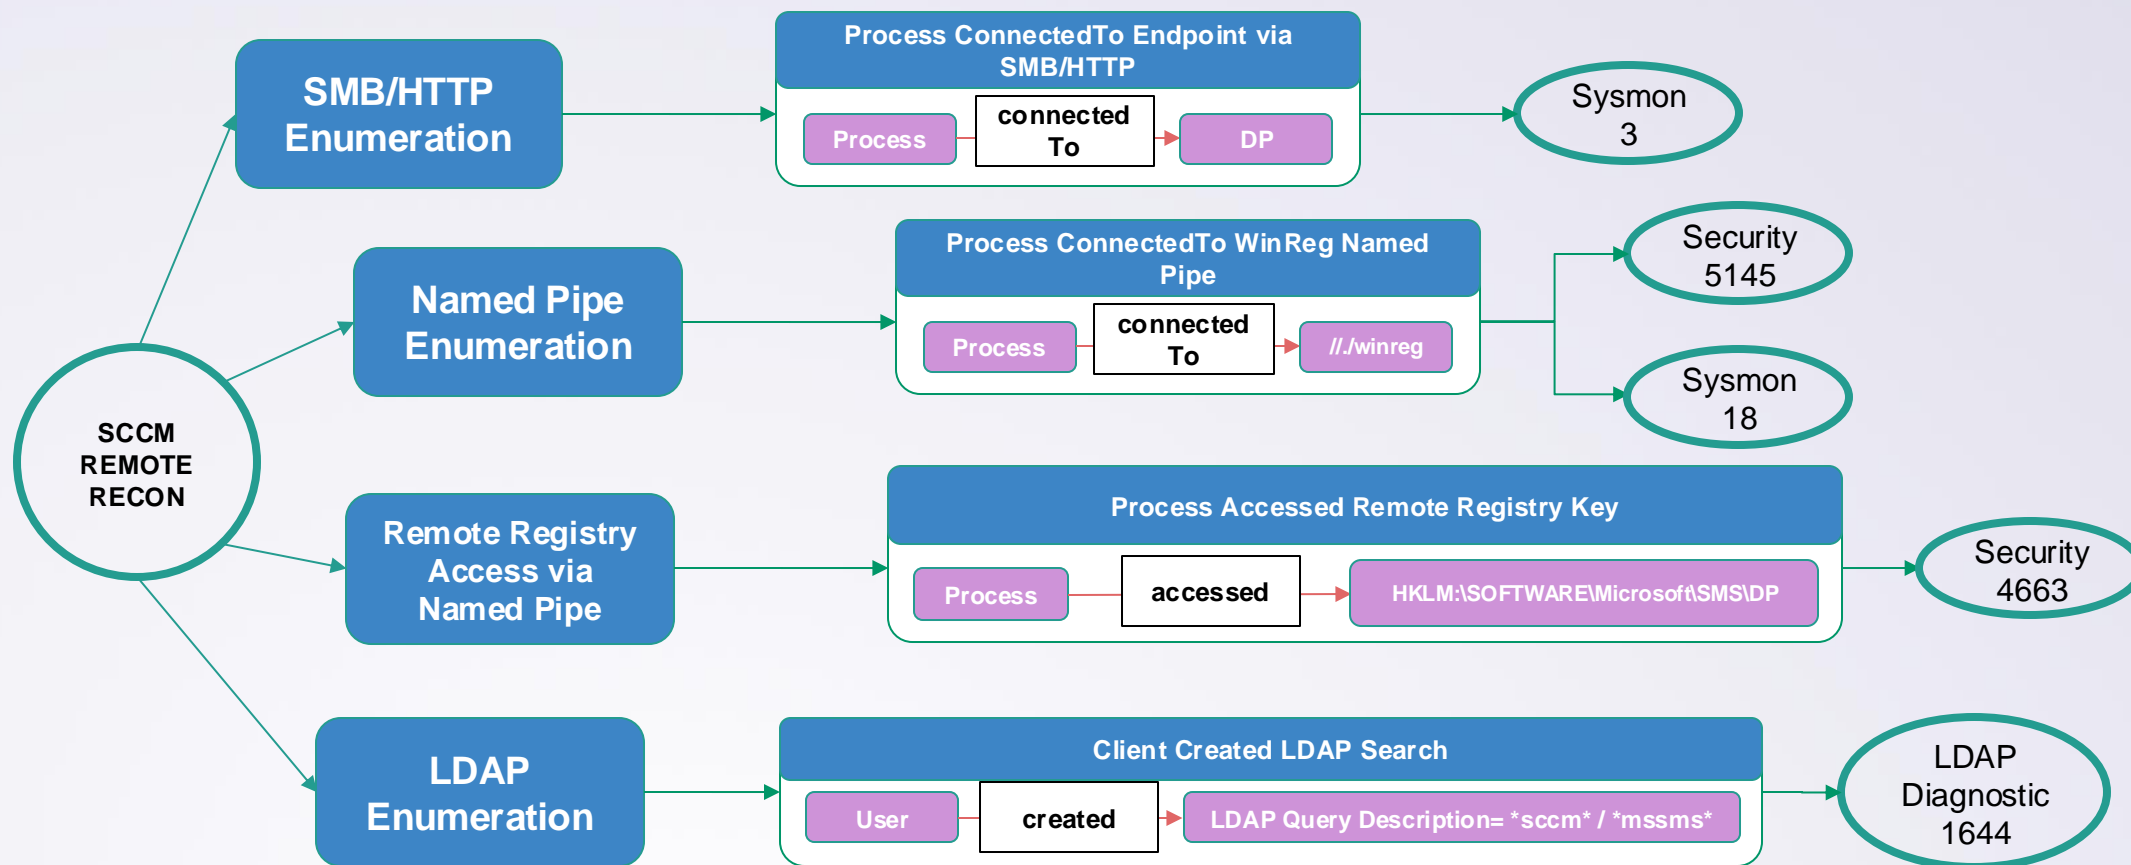 SMB/HTTP
Enumeration
Process ConnectedTo Endpoint via
SMB/HTTP
Process
connected
To
DP
Sysmon
3
Named Pipe
Enumeration
Process ConnectedTo WinReg Named
Pipe
Process
connected
To
//./winreg
Security
5145
Sysmon
18
SCCM
REMOTE
RECON
Remote Registry
Access via
Named Pipe
Process Accessed Remote Registry Key
Process
accessed
HKLM:\SOFTWARE\Microsoft\SMS\DP
Security
4663
LDAP
Enumeration
Client Created LDAP Search
User
created
LDAP Query Description= *sccm* / *mssms*
LDAP
Diagnostic
1644